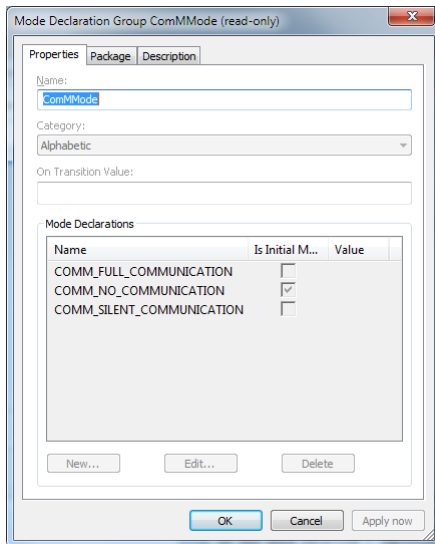 Mode Declaration Group ComMMode (read-only)
Properties Package Description
Name:
ComMMode
Category:
Alphabetic
On Transition Value:
Mode Declarations
Name Is Initial M... Value
COMM_FULL_COMMUNICATION
COMM_NO_COMMUNICATION
COMM_SILENT_COMMUNICATION
New... Edit... Delete
OK Cancel Apply now